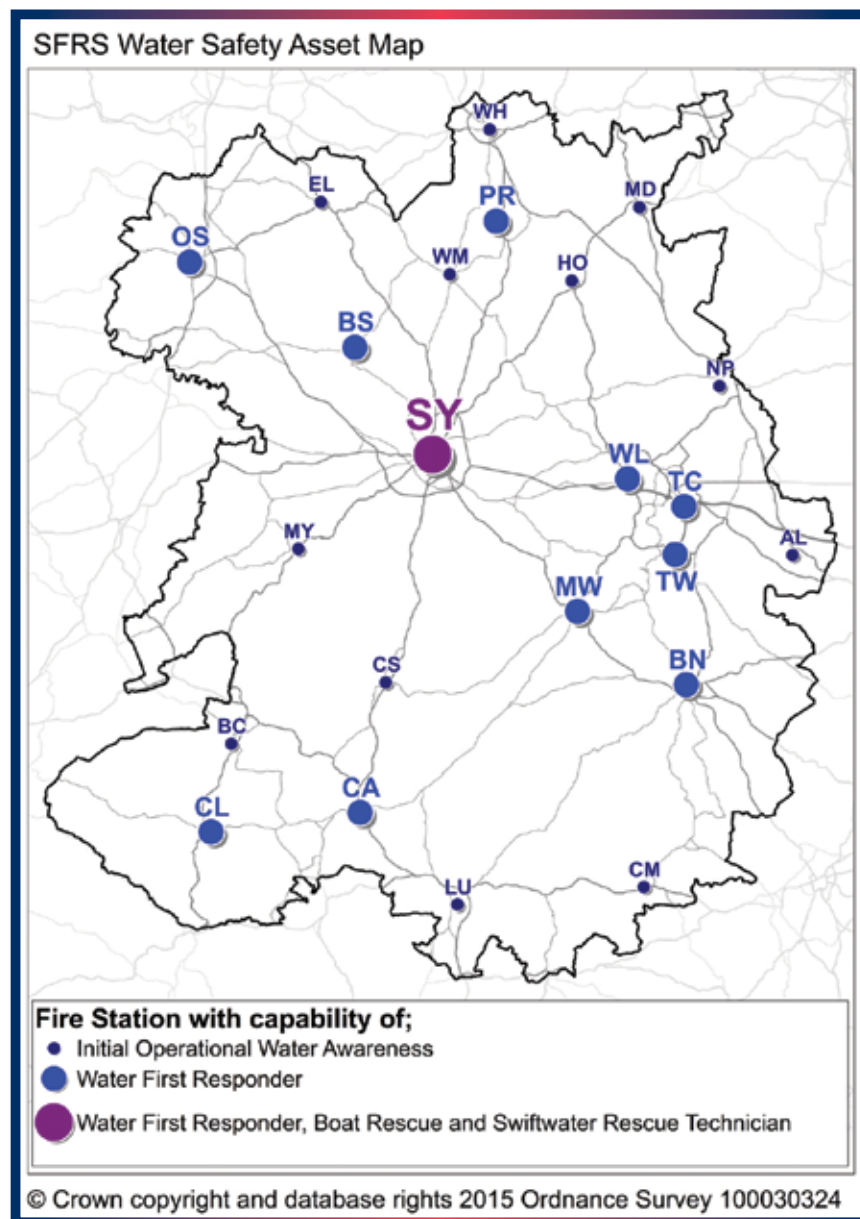 SFRS Water Safety Asset Map
WH
EL
PR
MD
OS
WM
HO
BS
NP
SY
WL
TC
MY
AL
TW
MW
CS
BN
BC
CA
CL
LU
CM
Fire Station with capability of;
Initial Operational Water Awareness
Water First Responder
Water First Responder, Boat Rescue and Swiftwater Rescue Technician
© Crown copyright and database rights 2015 Ordnance Survey 100030324